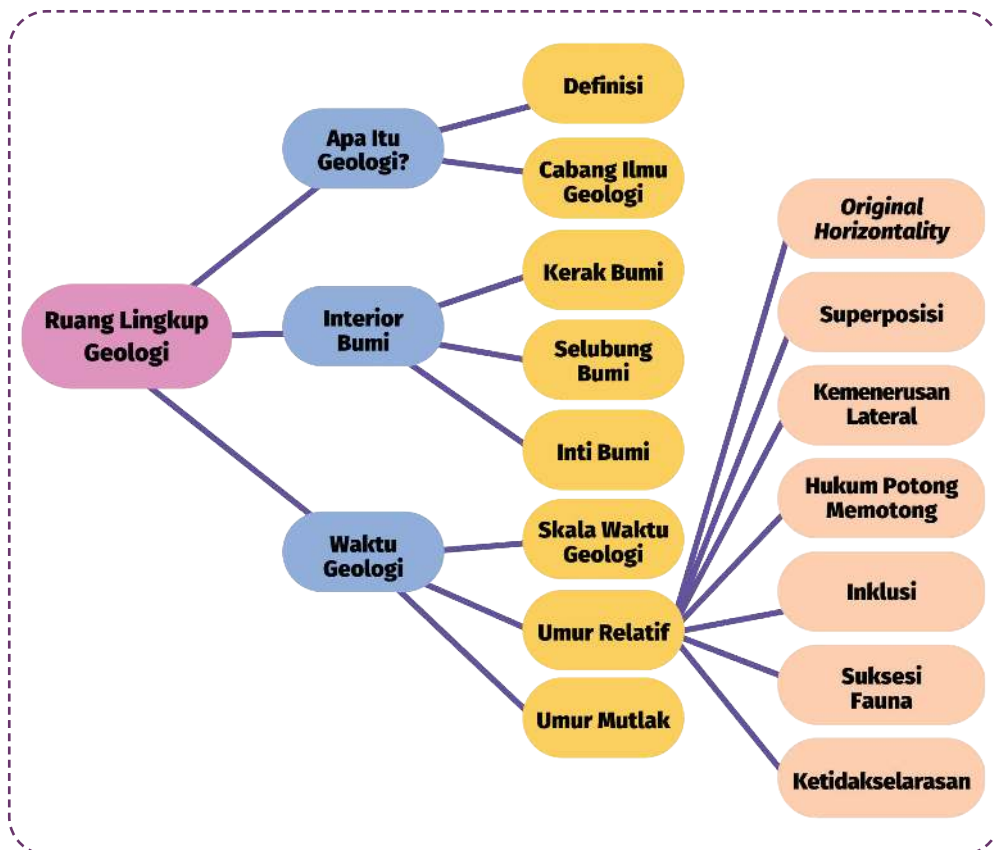 Ruang Lingkup
Geologi
Apa Itu
Geologi?
Definisi
Cabang Ilmu
Geologi
Interior
Bumi
Kerak Bumi
Selubung
Bumi
Inti Bumi
Waktu
Geologi
Skala Waktu
Geologi
Umur Relatif
Umur Mutlak
Original
Horizontality
Superposisi
Kemenerusan
Lateral
Hukum Potong
Memotong
Inklusi
Suksesi
Fauna
Ketidakselarasan